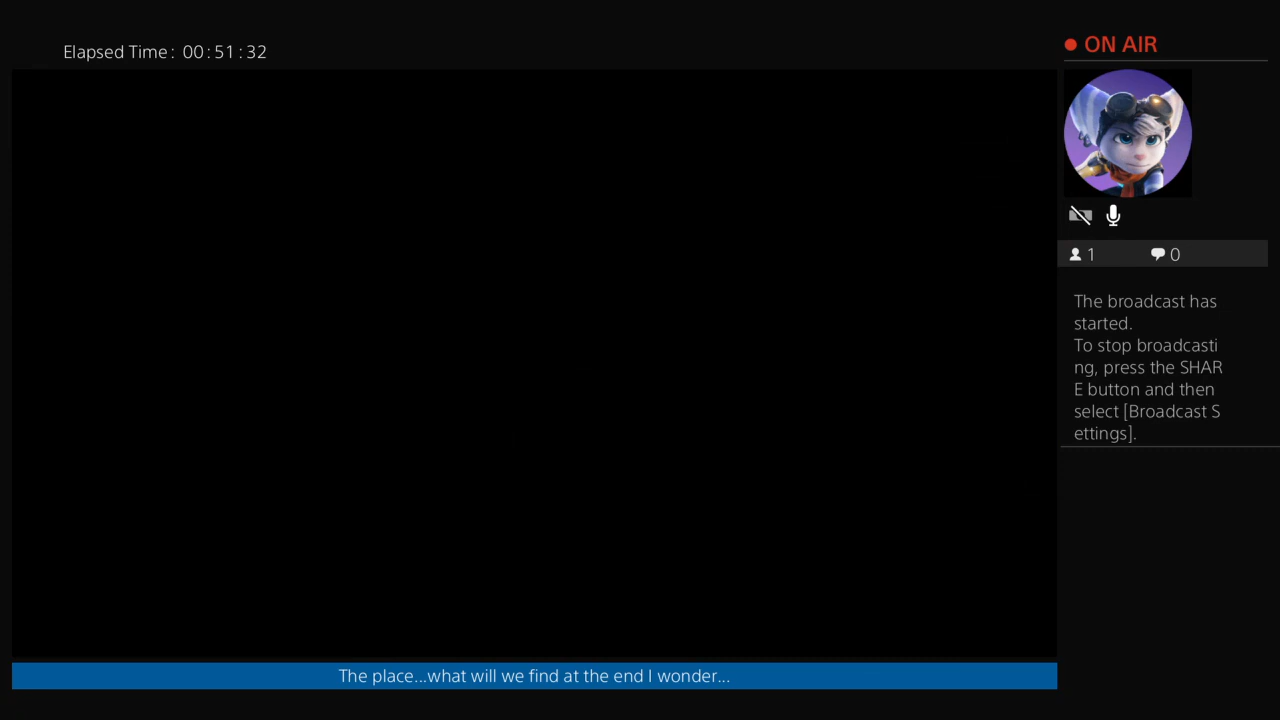 Elapsed Time: 00:51:32
ON AIR
1
0
The broadcast has
started.
To stop broadcasti
ng, press the SHAR
E button and then
select [Broadcast S
ettings].
The place...what will we find at the end I wonder...